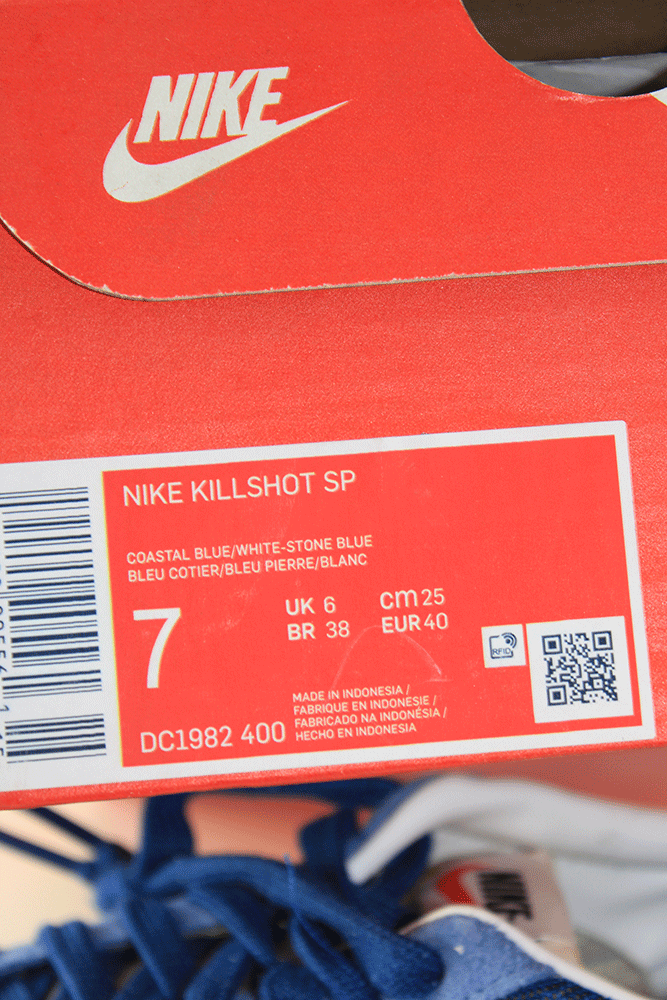 NIKE
NIKE KILLSHOT SP
COASTAL BLUE/WHITE-STONE BLUE
BLEU COTIER/BLEU PIERRE/BLANC
7
UK 6
cm 25
BR 38
EUR 40
RFID
MADE IN INDONESIA /
FABRIQUE EN INDONESIE /
FABRICADO NA INDONÉSIA /
HECHO EN INDONESIA
DC1982 400
NIKE